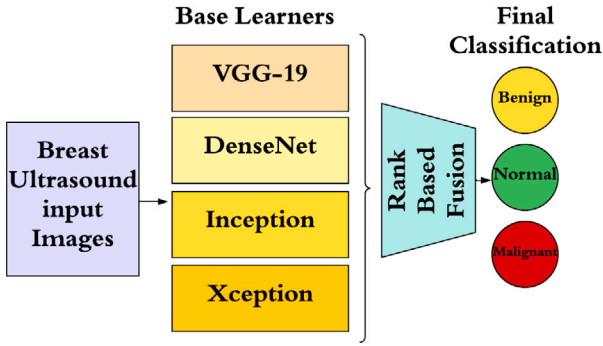 Base Learners
Final
Classification
VGG-19
DenseNet
Inception
Xception
Breast
Ultrasound
input
Images
Rank
Based
Fusion
Benign
Normal
Malignant